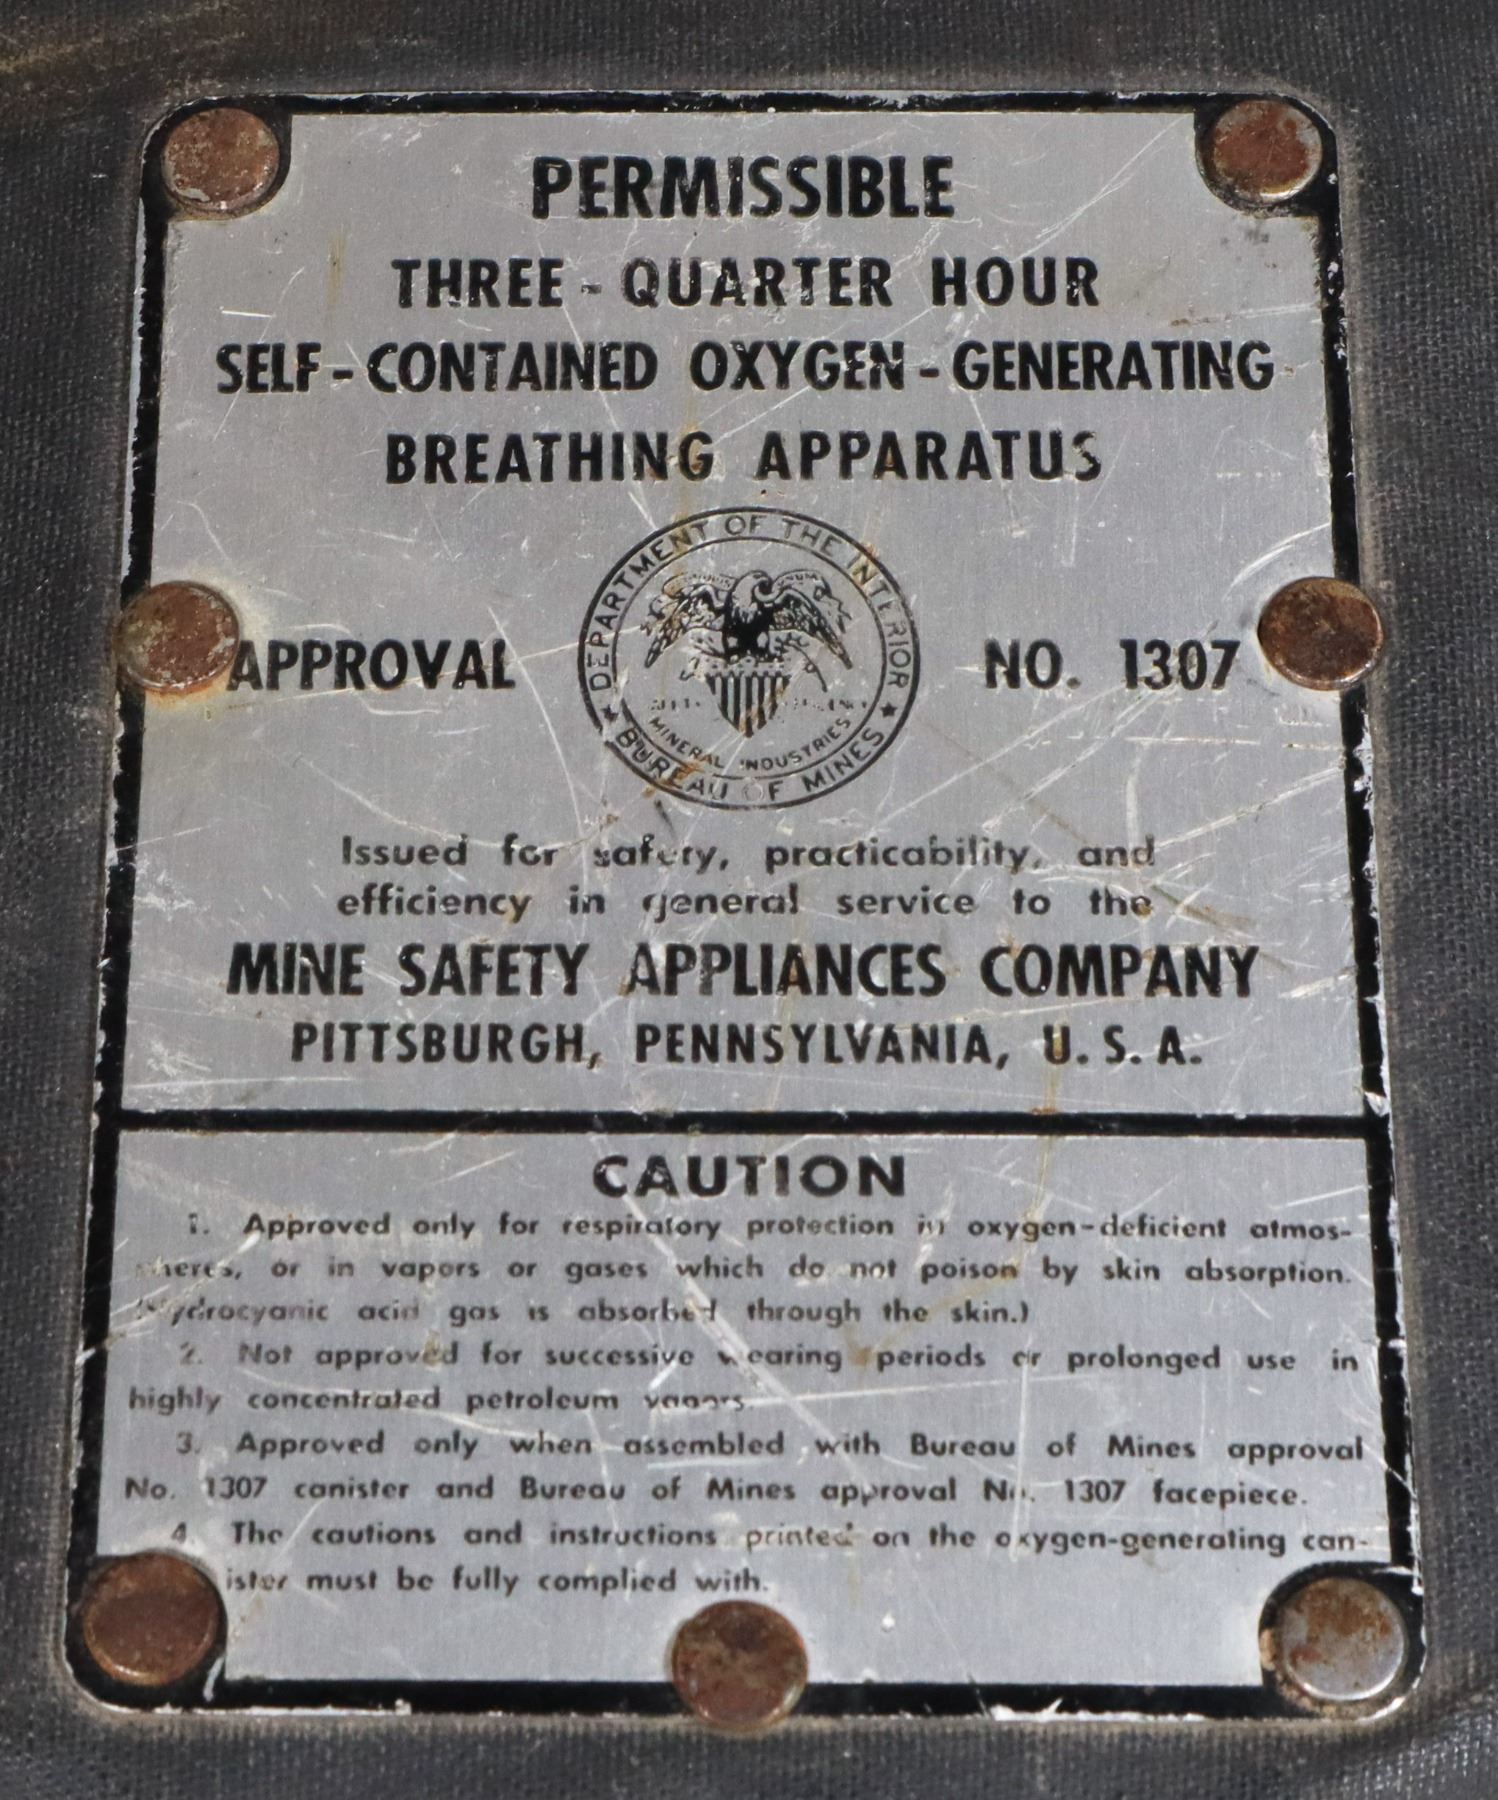 PERMISSIBLE
THREE-QUARTER HOUR
SELF-CONTAINED OXYGEN-GENERATING
BREATHING APPARATUS
DEPARTMENT OF THE INTERIOR
MINERAL INDUSTRIES
BUREAU OF MINES
APPROVAL NO. 1307
Issued for safety, practicability, and
efficiency in general service to the
MINE SAFETY APPLIANCES COMPANY
PITTSBURGH, PENNSYLVANIA, U.S.A.
CAUTION
1. Approved only for respiratory protection in oxygen-deficient atmos-
pheres, or in vapors or gases which do not poison by skin absorption.
(Hydrocyanic acid gas is absorbed through the skin.)
2. Not approved for successive wearing periods or prolonged use in
highly concentrated petroleum vapors.
3. Approved only when assembled with Bureau of Mines approval
No. 1307 canister and Bureau of Mines approval No. 1307 facepiece.
4. The cautions and instructions printed on the oxygen-generating can-
ister must be fully complied with.